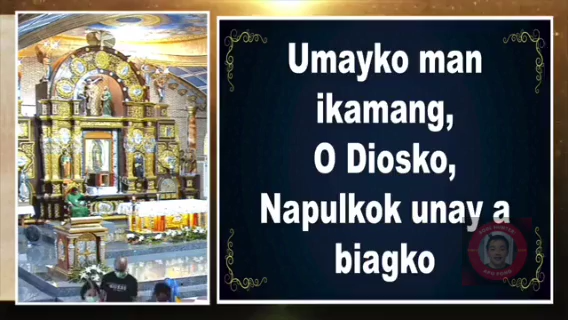 Umayko man
ikamang,
O Diosko,
Napulkok unay a
biagko